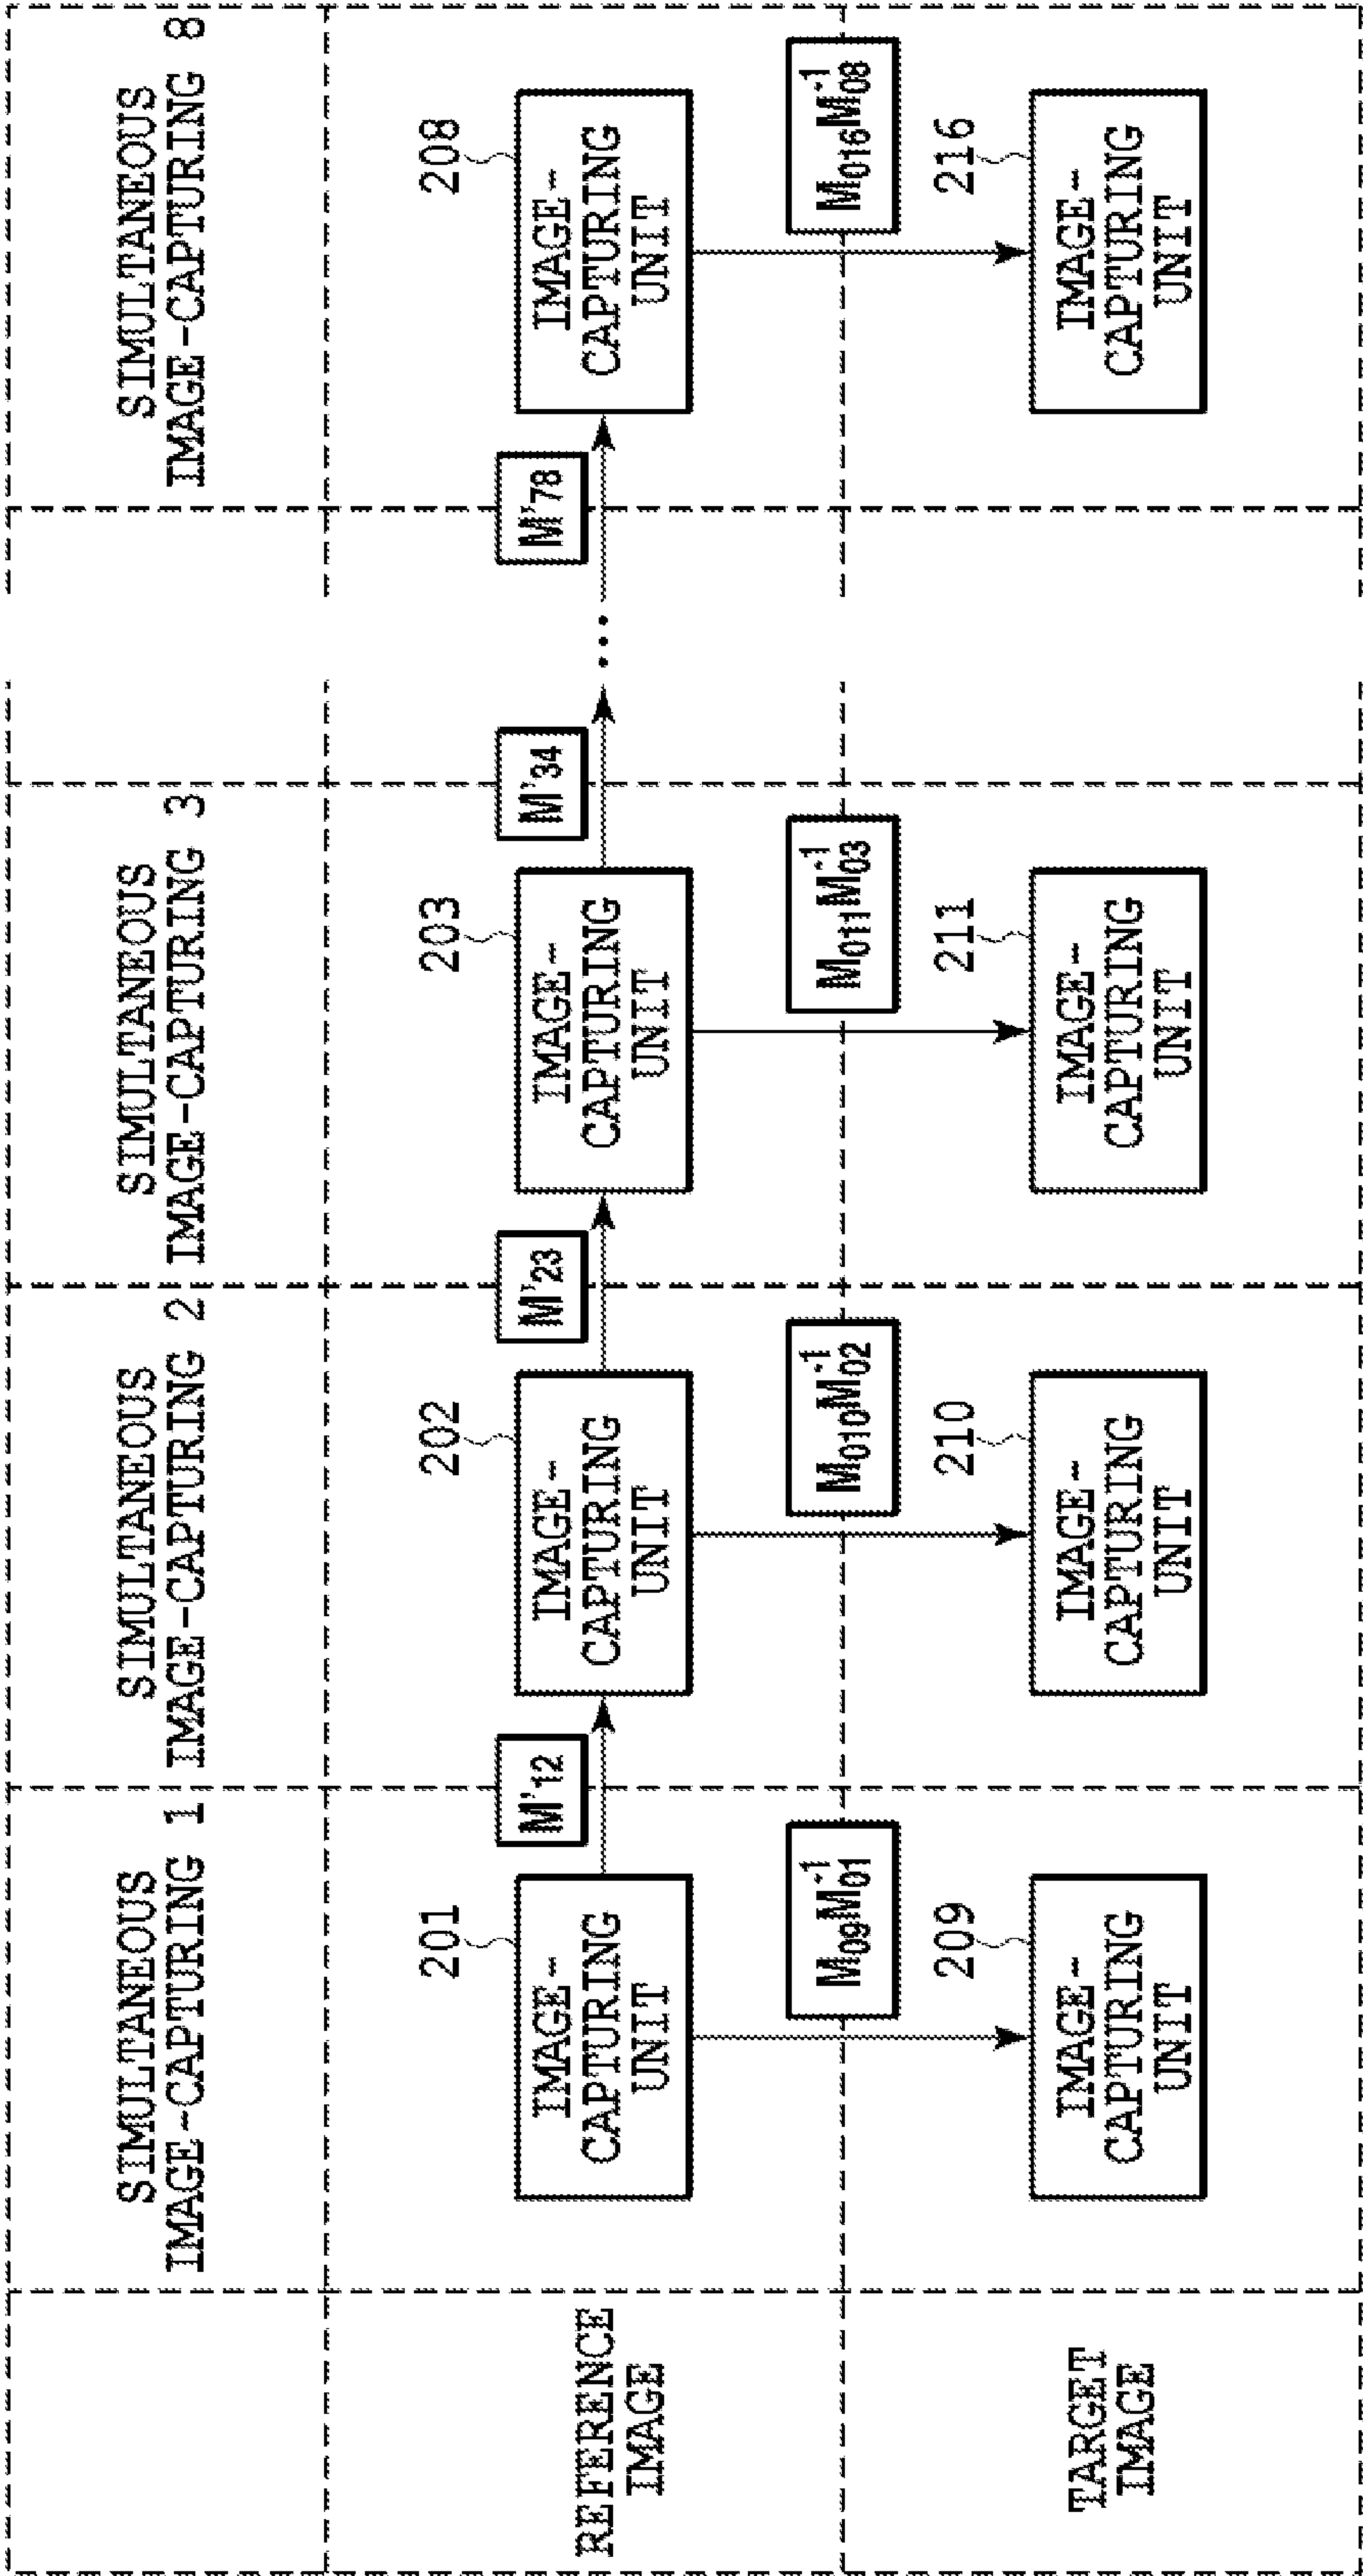 SIMULTANEOUS
IMAGE-CAPTURING 1
SIMULTANEOUS
IMAGE-CAPTURING 2
SIMULTANEOUS
IMAGE-CAPTURING 3
SIMULTANEOUS
IMAGE-CAPTURING 8
REFERENCE
IMAGE
201
IMAGE-
CAPTURING
UNIT
M'12
202
IMAGE-
CAPTURING
UNIT
M'23
203
IMAGE-
CAPTURING
UNIT
M'34
...
M'78
208
IMAGE-
CAPTURING
UNIT
M09M01-1
M010M02-1
M011M03-1
M016M08-1
TARGET
IMAGE
209
IMAGE-
CAPTURING
UNIT
210
IMAGE-
CAPTURING
UNIT
211
IMAGE-
CAPTURING
UNIT
216
IMAGE-
CAPTURING
UNIT